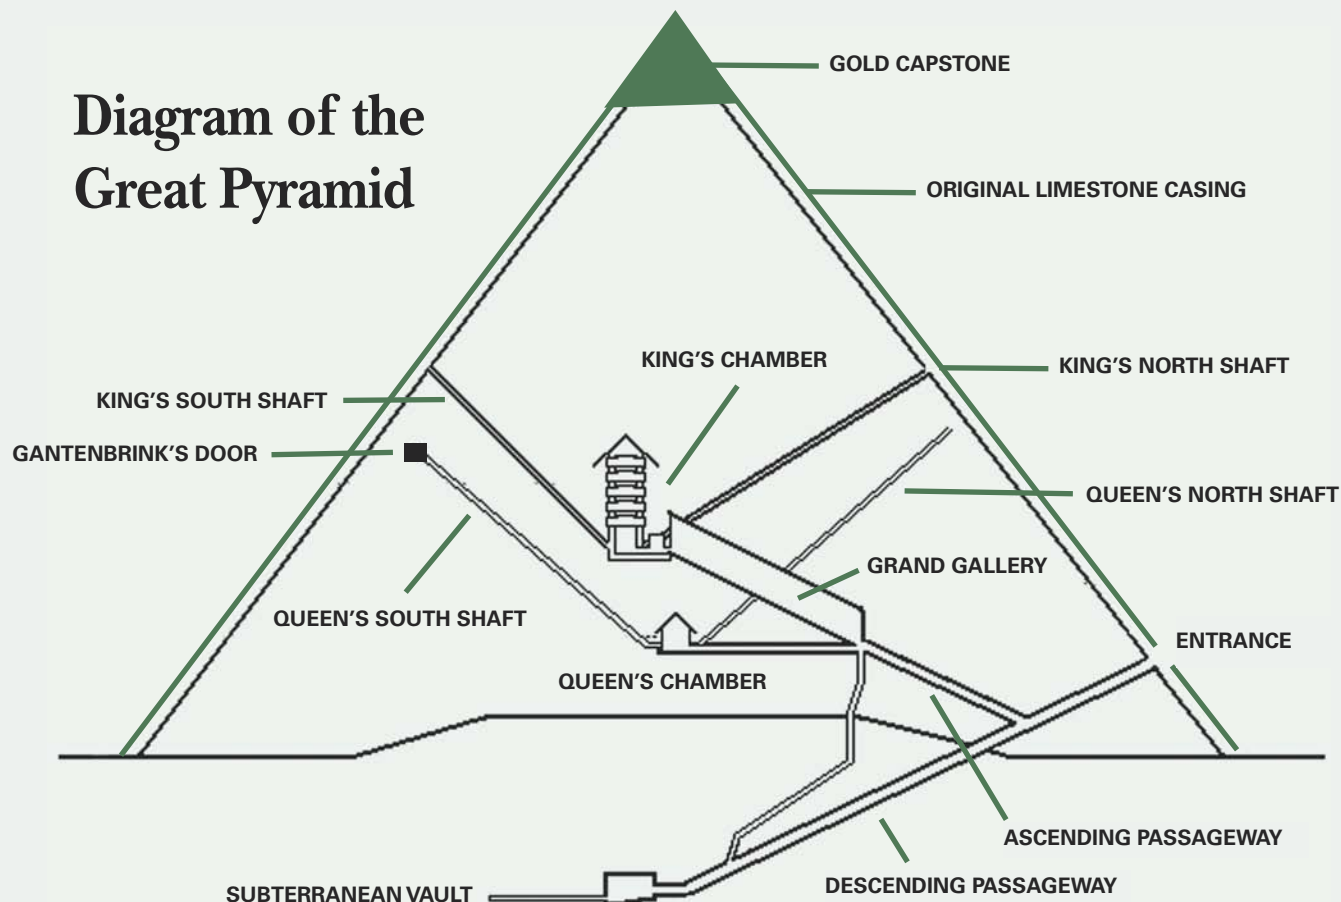 Diagram of the
Great Pyramid
GOLD CAPSTONE
ORIGINAL LIMESTONE CASING
KING'S CHAMBER
KING'S NORTH SHAFT
KING'S SOUTH SHAFT
GANTENBRINK'S DOOR
QUEEN'S NORTH SHAFT
GRAND GALLERY
QUEEN'S SOUTH SHAFT
ENTRANCE
QUEEN'S CHAMBER
ASCENDING PASSAGEWAY
DESCENDING PASSAGEWAY
SUBTERRANEAN VAULT